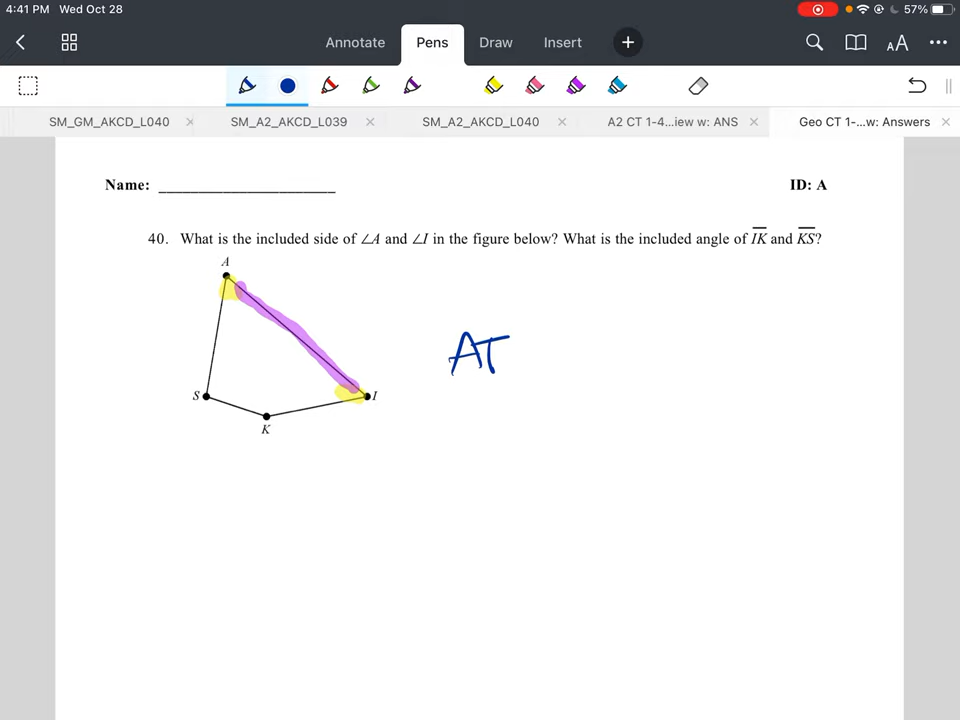 4:41 PM Wed Oct 28
57%
Annotate Pens Draw Insert
SM_GM_AKCD_L040 × SM_A2_AKCD_L039 × SM_A2_AKCD_L040 × A2 CT 1-4...iew w: ANS × Geo CT 1-...w: Answers ×
Name: ______________________ ID: A
40. What is the included side of ∠A and ∠I in the figure below? What is the included angle of I̅K̅ and K̅S̅?
A
S
I
K
AI